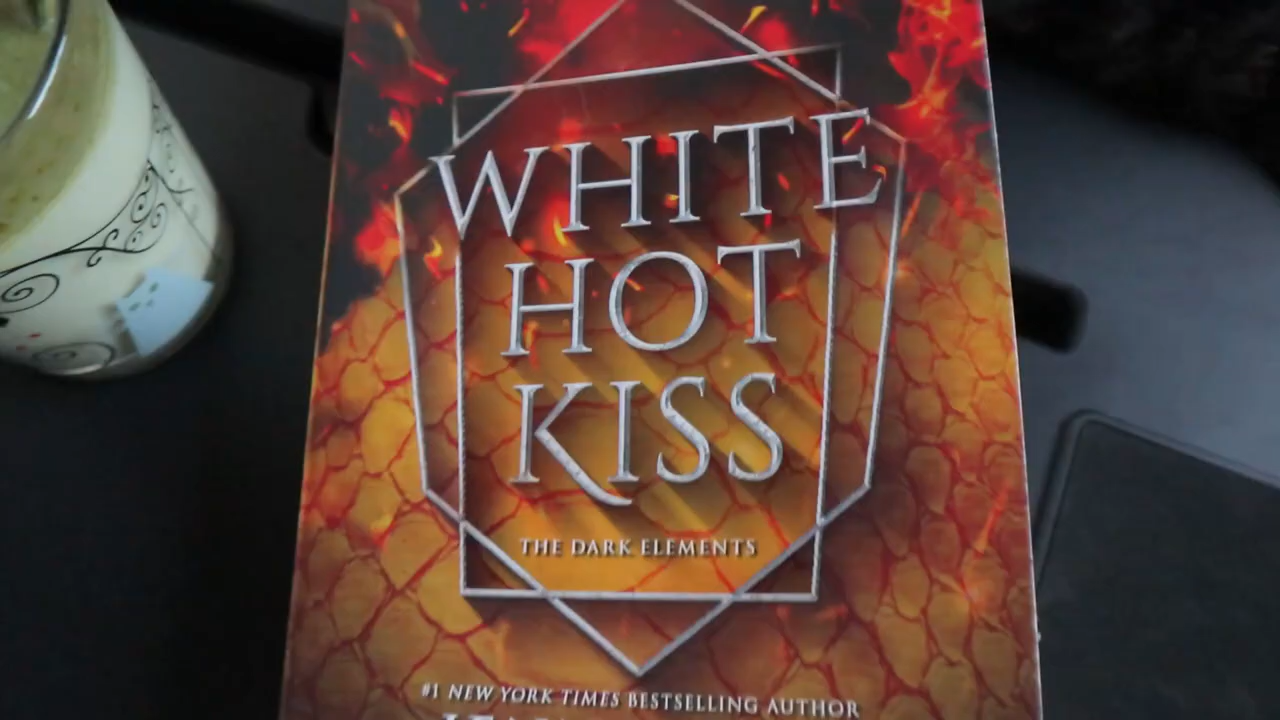 WHITE
HOT
KISS
THE DARK ELEMENTS
#1 NEW YORK TIMES BESTSELLING AUTHOR